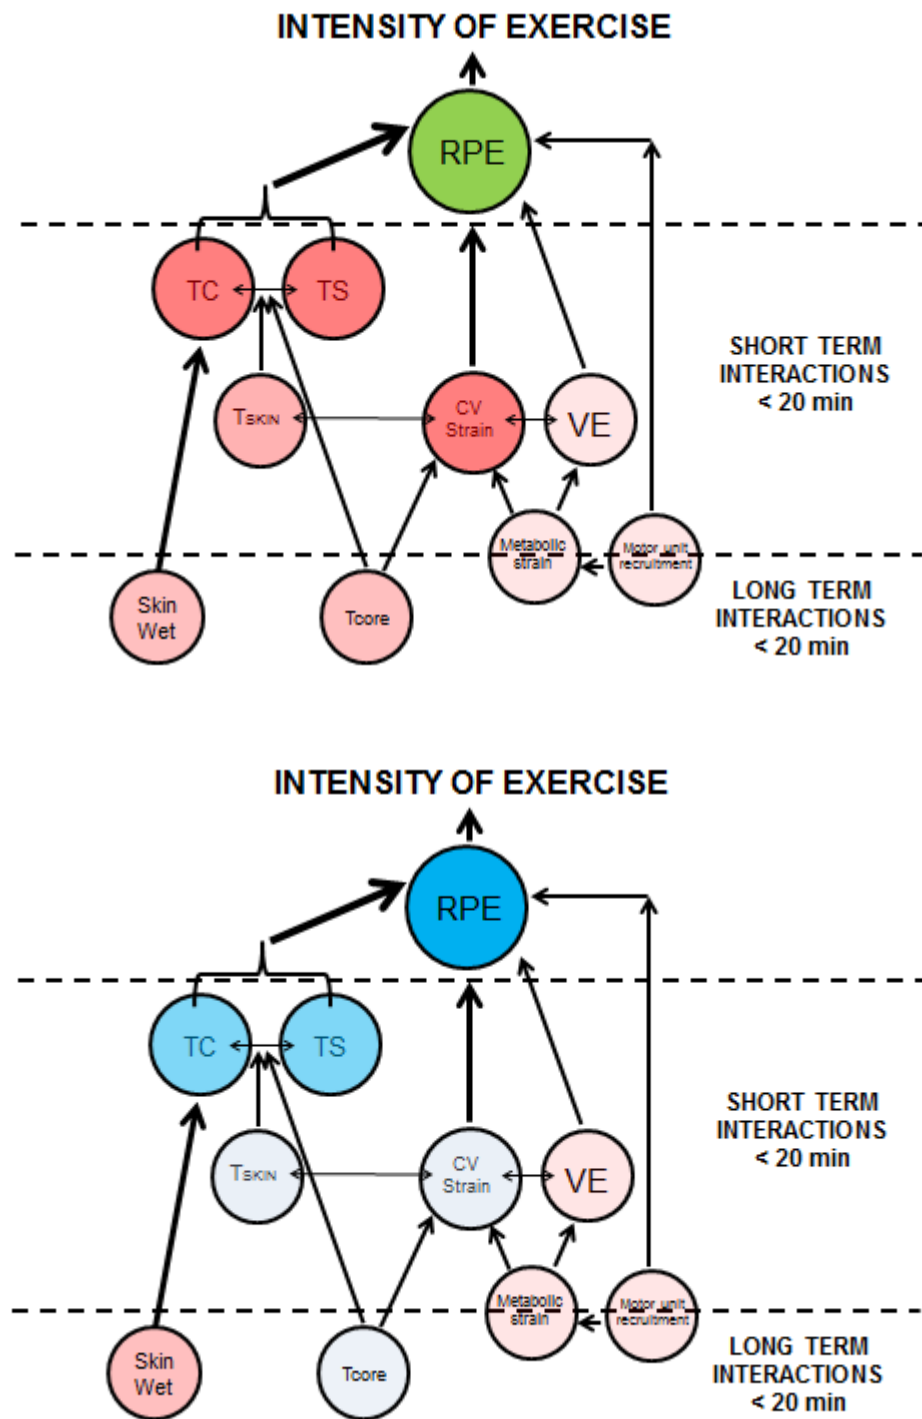 INTENSITY OF EXERCISE
RPE
TC
TS
TSKIN
CV
Strain
VE
SHORT TERM
INTERACTIONS
< 20 min
Metabolic
strain
Motor unit
recruitment
Skin
Wet
Tcore
LONG TERM
INTERACTIONS
< 20 min
INTENSITY OF EXERCISE
RPE
TC
TS
TSKIN
CV
Strain
VE
SHORT TERM
INTERACTIONS
< 20 min
Metabolic
strain
Motor unit
recruitment
Skin
Wet
Tcore
LONG TERM
INTERACTIONS
< 20 min